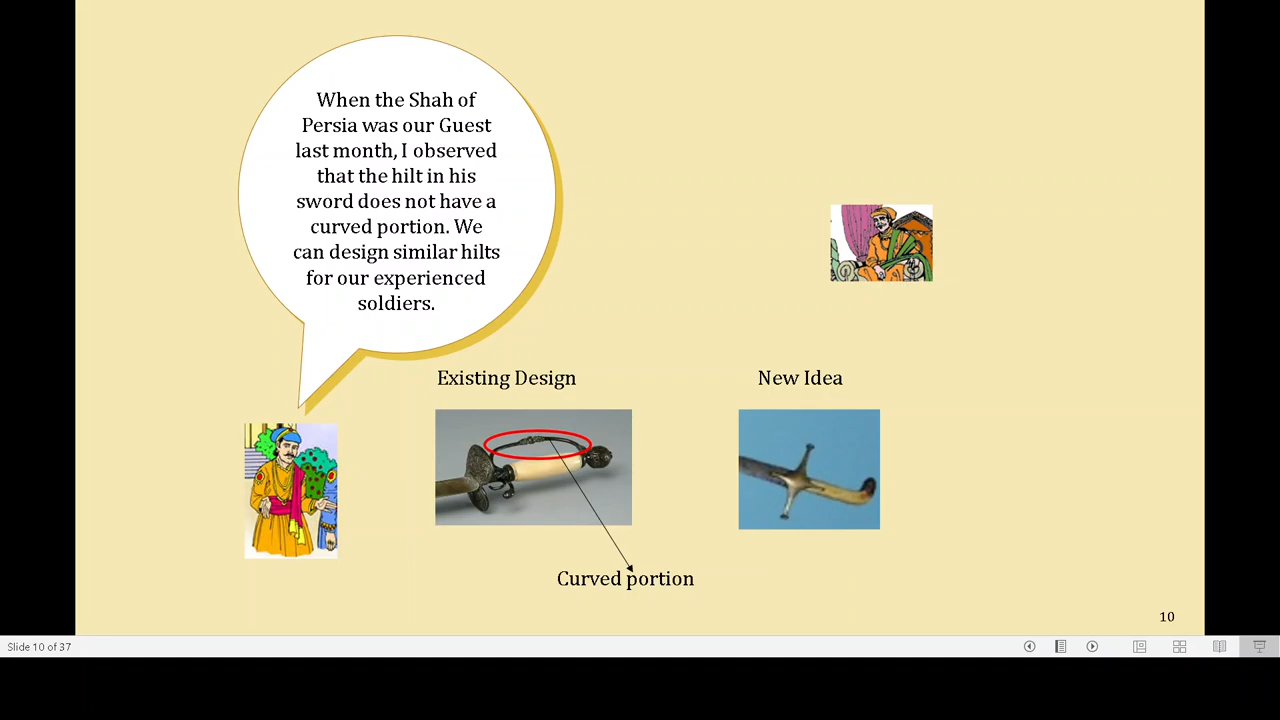 When the Shah of
Persia was our Guest
last month, I observed
that the hilt in his
sword does not have a
curved portion. We
can design similar hilts
for our experienced
soldiers.
Existing Design
New Idea
Curved portion
10
Slide 10 of 37